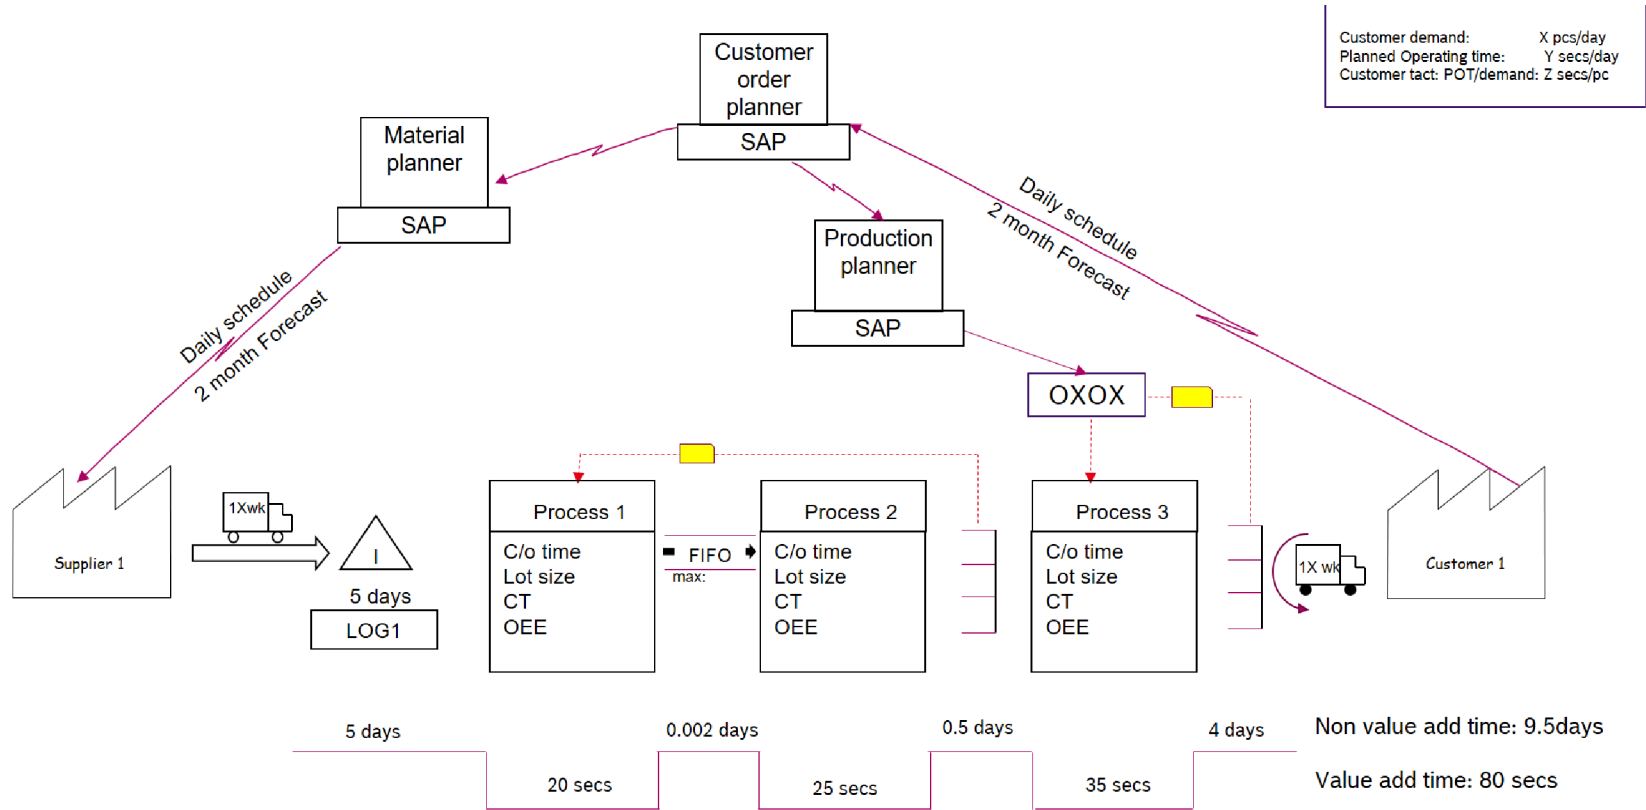 Customer demand: X pcs/day
Planned Operating time: Y secs/day
Customer tact: POT/demand: Z secs/pc
Customer
order
planner
SAP
Material
planner
SAP
Production
planner
SAP
Daily schedule
2 month Forecast
Daily schedule
2 month Forecast
OXOX
Supplier 1
1Xwk
I
5 days
LOG1
Process 1
C/o time
Lot size
CT
OEE
FIFO
max:
Process 2
C/o time
Lot size
CT
OEE
Process 3
C/o time
Lot size
CT
OEE
1X wk
Customer 1
5 days
0.002 days
0.5 days
4 days
20 secs
25 secs
35 secs
Non value add time: 9.5days
Value add time: 80 secs